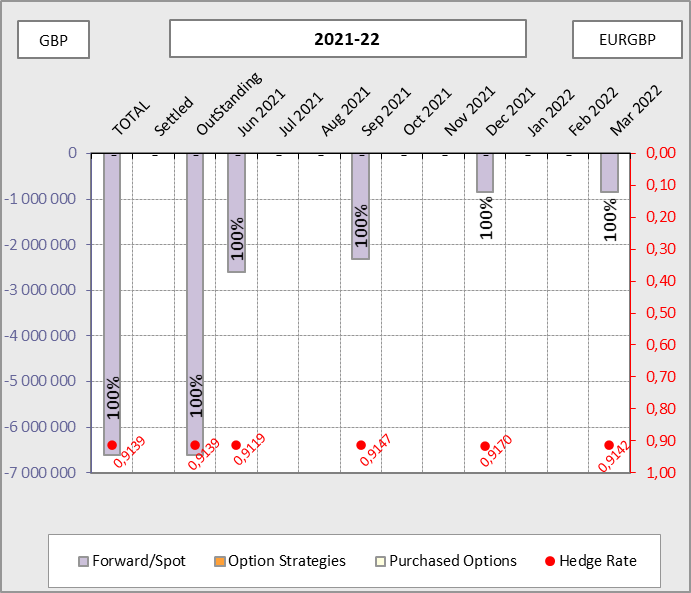 GBP
2021-22
EURGBP
TOTAL
Settled
OutStanding
Jun 2021
Jul 2021
Aug 2021
Sep 2021
Oct 2021
Nov 2021
Dec 2021
Jan 2022
Feb 2022
Mar 2022
0
-1 000 000
-2 000 000
-3 000 000
-4 000 000
-5 000 000
-6 000 000
-7 000 000
100%
100%
100%
100%
100%
100%
0,9139
0,9139
0,9119
0,9147
0,9170
0,9142
0,00
0,10
0,20
0,30
0,40
0,50
0,60
0,70
0,80
0,90
1,00
Forward/Spot Option Strategies Purchased Options Hedge Rate